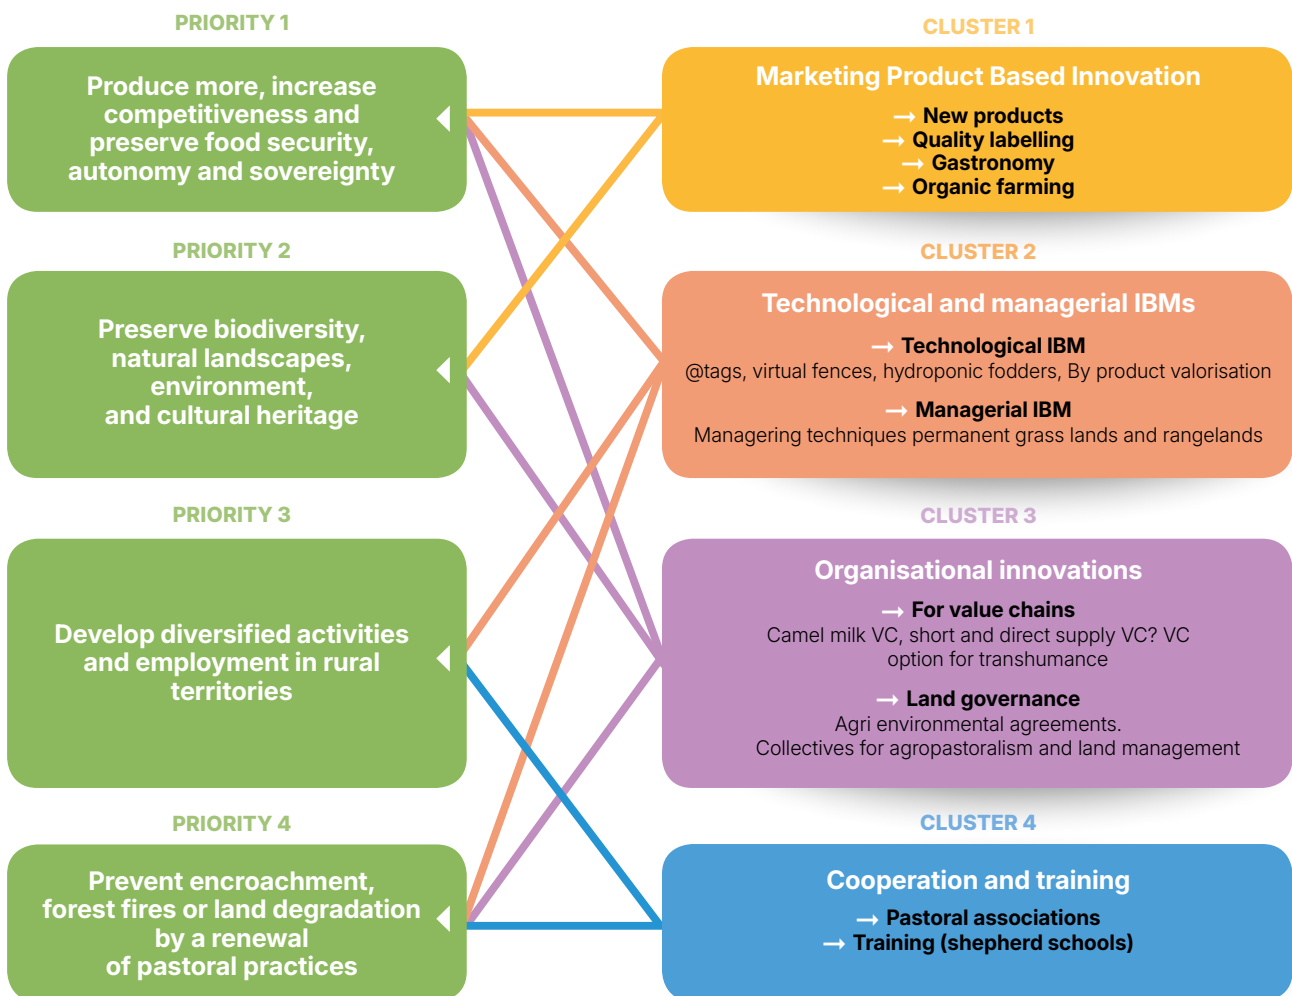 PRIORITY 1
Produce more, increase
competitiveness and
preserve food security,
autonomy and sovereignty
PRIORITY 2
Preserve biodiversity,
natural landscapes,
environment,
and cultural heritage
PRIORITY 3
Develop diversified activities
and employment in rural
territories
PRIORITY 4
Prevent encroachment,
forest fires or land degradation
by a renewal
of pastoral practices
CLUSTER 1
Marketing Product Based Innovation
→ New products
→ Quality labelling
→ Gastronomy
→ Organic farming
CLUSTER 2
Technological and managerial IBMs
→ Technological IBM
@tags, virtual fences, hydroponic fodders, By product valorisation
→ Managerial IBM
Managering techniques permanent grass lands and rangelands
CLUSTER 3
Organisational innovations
→ For value chains
Camel milk VC, short and direct supply VC? VC
option for transhumance
→ Land governance
Agri environmental agreements.
Collectives for agropastoralism and land management
CLUSTER 4
Cooperation and training
→ Pastoral associations
→ Training (shepherd schools)